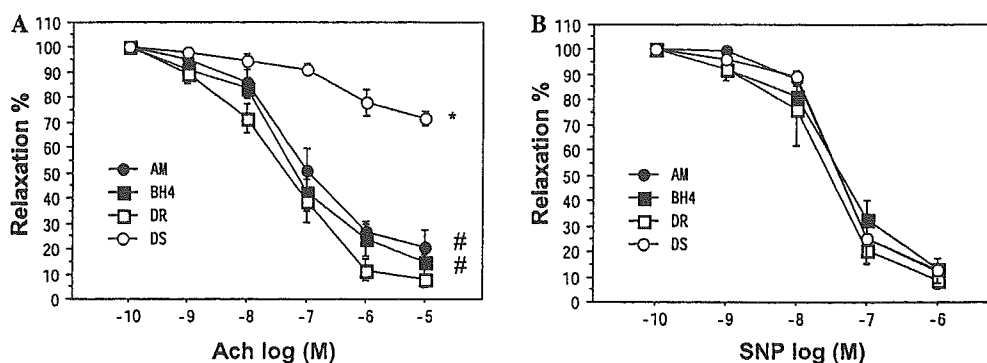 A
Relaxation %
110
100
90
80
70
60
50
40
30
20
10
0
AM
BH4
DR
DS
*
#
#
-10
-9
-8
-7
-6
-5
Ach log (M)
B
Relaxation %
110
100
90
80
70
60
50
40
30
20
10
0
AM
BH4
DR
DS
-10
-9
-8
-7
-6
SNP log (M)